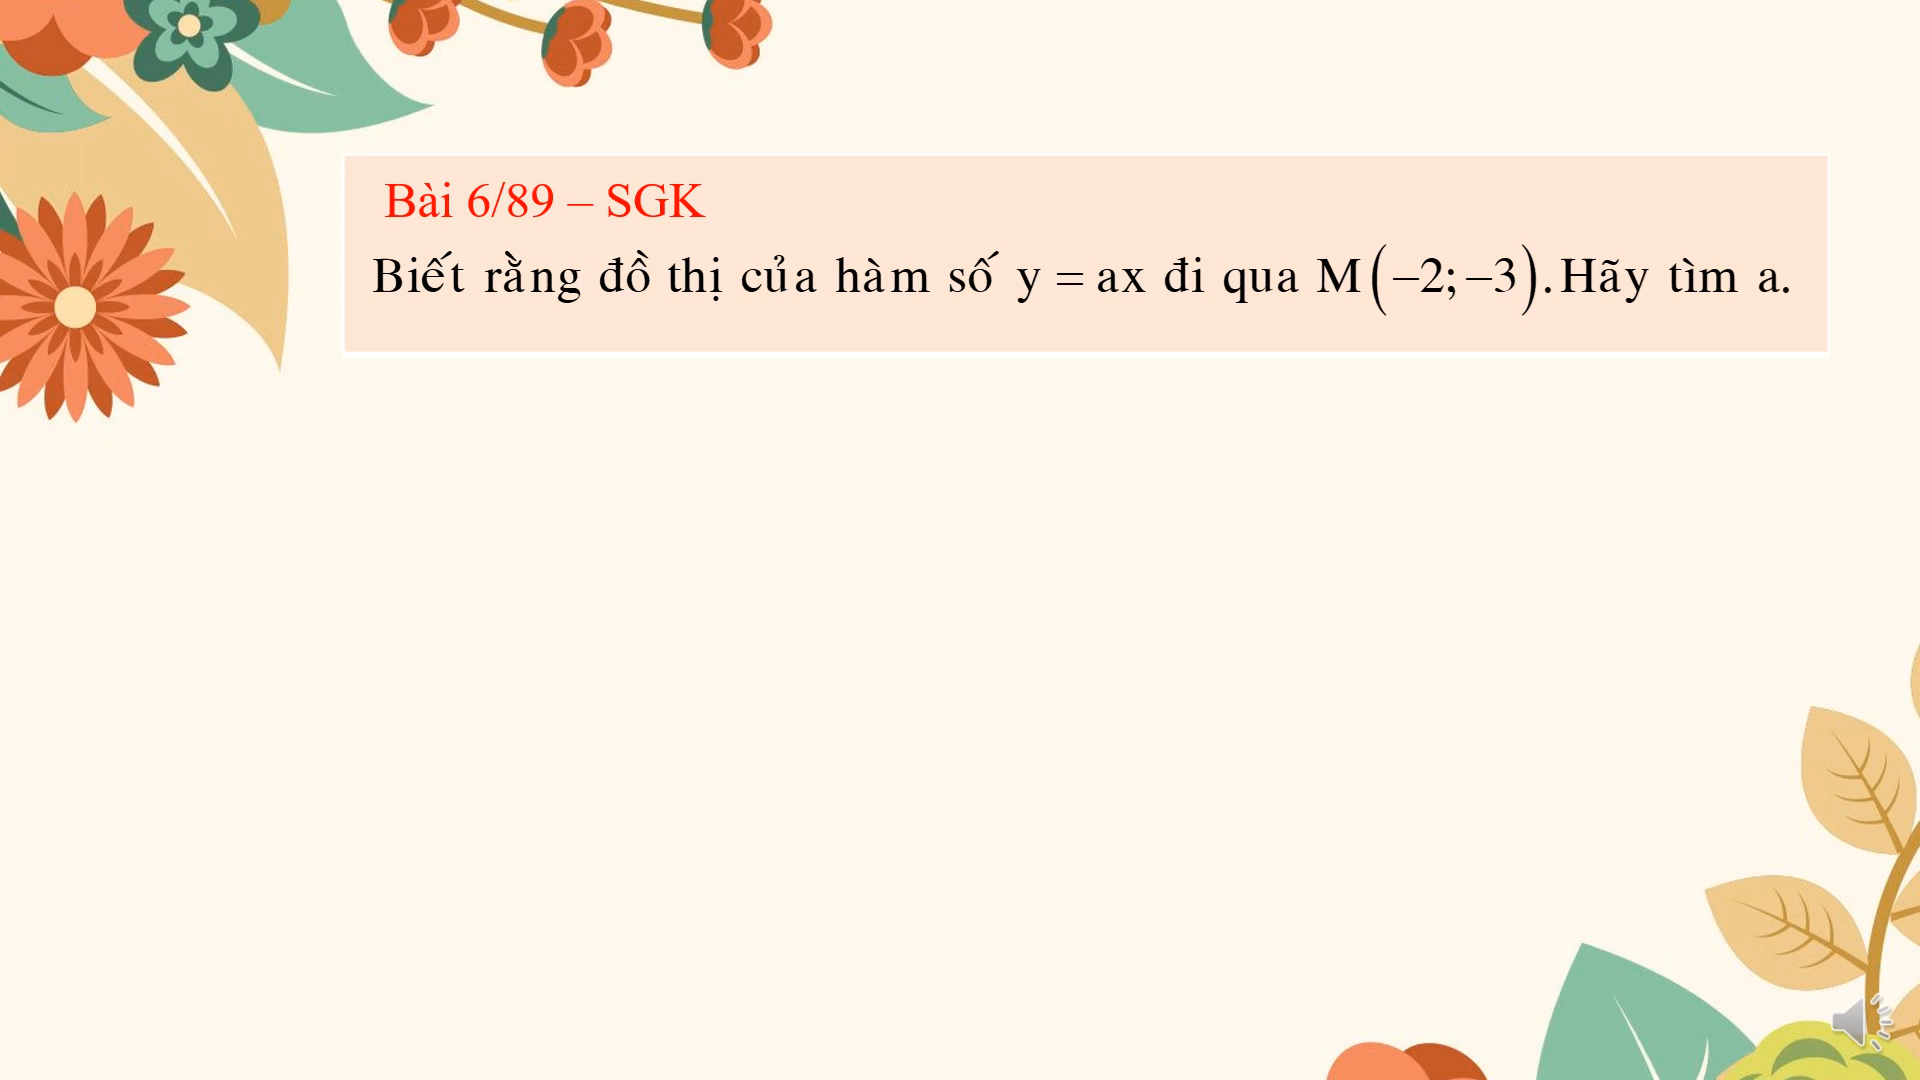 Bài 6/89 – SGK
Biết rằng đồ thị của hàm số y = ax đi qua M(–2;–3).Hãy tìm a.